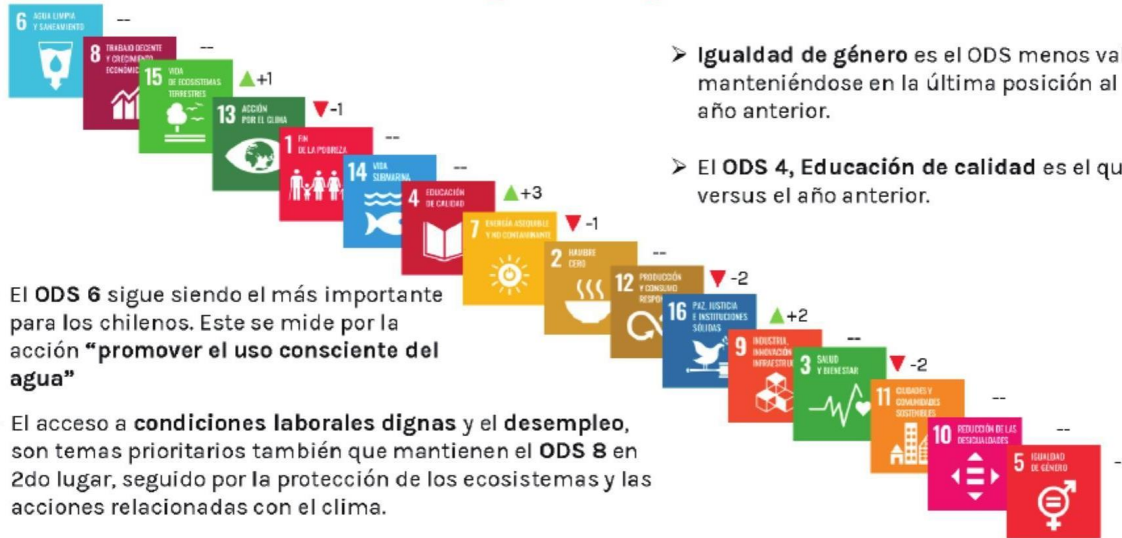 6 AGUA LIMPIA
Y SANEAMIENTO
--
8 TRABAJO DECENTE
Y CRECIMIENTO
ECONÓMIC
--
15 VIDA
DE ECOSISTEMAS
TERRESTRES
▲+1
13 ACCIÓN
POR EL CLIMA
▼-1
1 FIN
DE LA POBREZA
--
14 VIDA
SUBMARINA
--
4 EDUCACIÓN
DE CALIDAD
▲+3
7 ENERGÍA ASEQUIBLE
Y NO CONTAMINANTE
▼ -1
2 HAMBRE
CERO
--
12 PRODUCCIÓN
Y CONSUMO
RESPO
▼ -2
16 PAZ, JUSTICIA
E INSTITUCIONES
SÓLIDAS
▲+2
9 INDUSTRIA,
INNOVACIÓN
INFRAESTRU
--
3 SALUD
Y BIENESTAR
▼ -2
11 CIUDADES Y
COMUNIDADES
SOSTENIBLES
--
10 REDUCCIÓN DE LAS
DESIGUALDADES
--
5 IGUALDAD
DE GÉNERO
-
➢ Igualdad de género es el ODS menos val
manteniéndose en la última posición al
año anterior.
➢ El ODS 4, Educación de calidad es el qu
versus el año anterior.
El ODS 6 sigue siendo el más importante
para los chilenos. Este se mide por la
acción “promover el uso consciente del
agua”
El acceso a condiciones laborales dignas y el desempleo,
son temas prioritarios también que mantienen el ODS 8 en
2do lugar, seguido por la protección de los ecosistemas y las
acciones relacionadas con el clima.